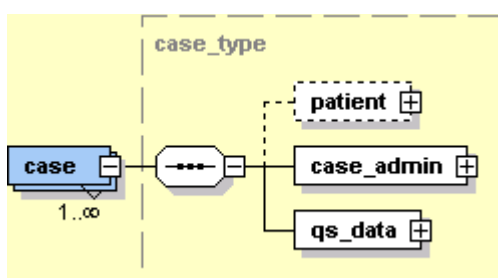 case_type
patient
case
case_admin
1..∞
qs_data